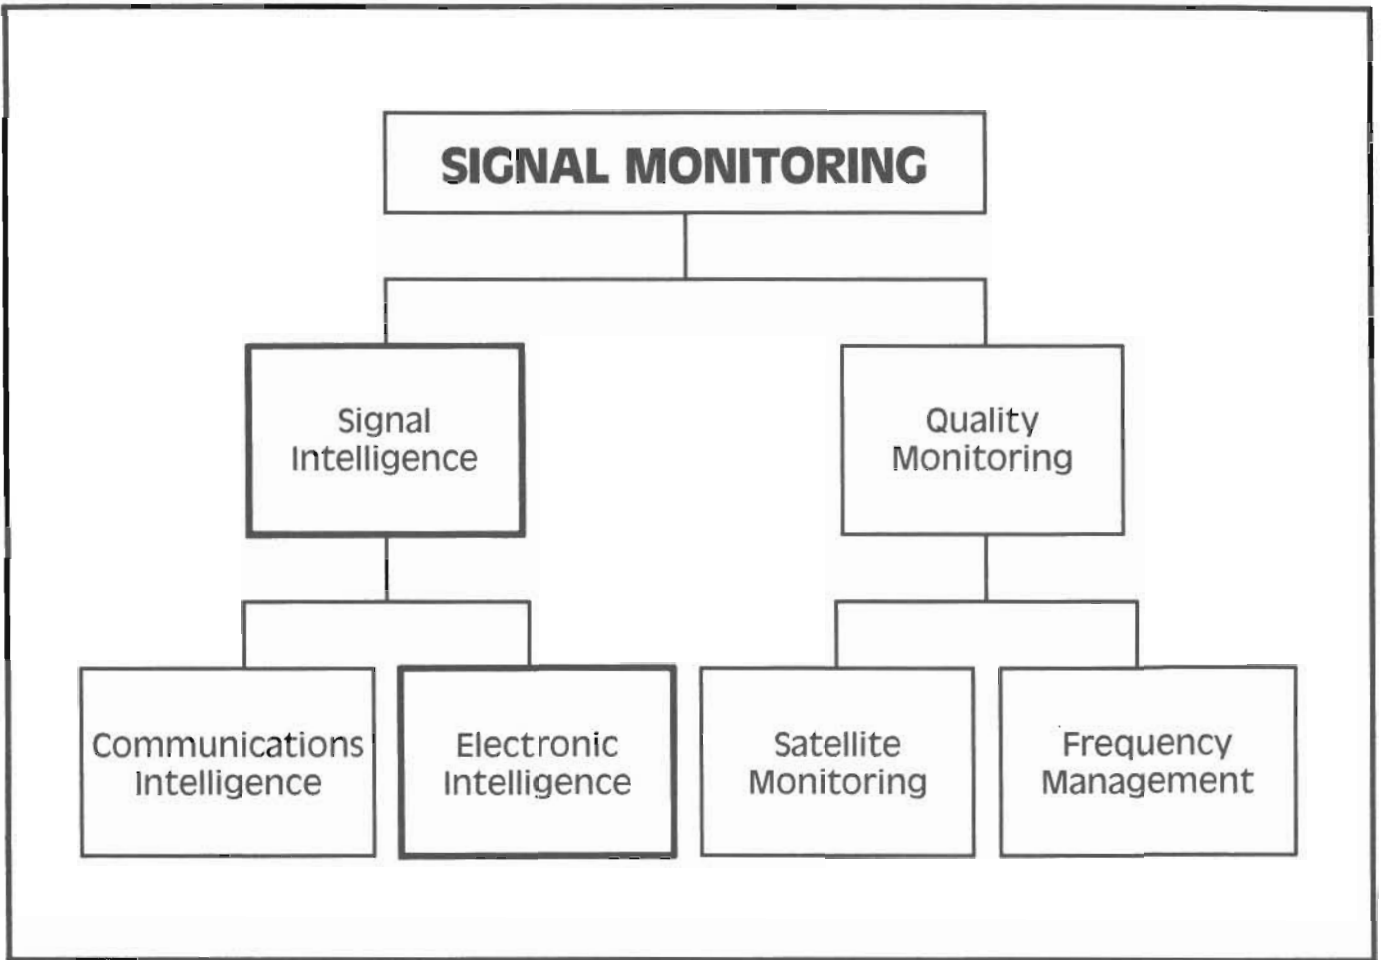 SIGNAL MONITORING
Signal
Intelligence
Quality
Monitoring
Communications
Intelligence
Electronic
Intelligence
Satellite
Monitoring
Frequency
Management